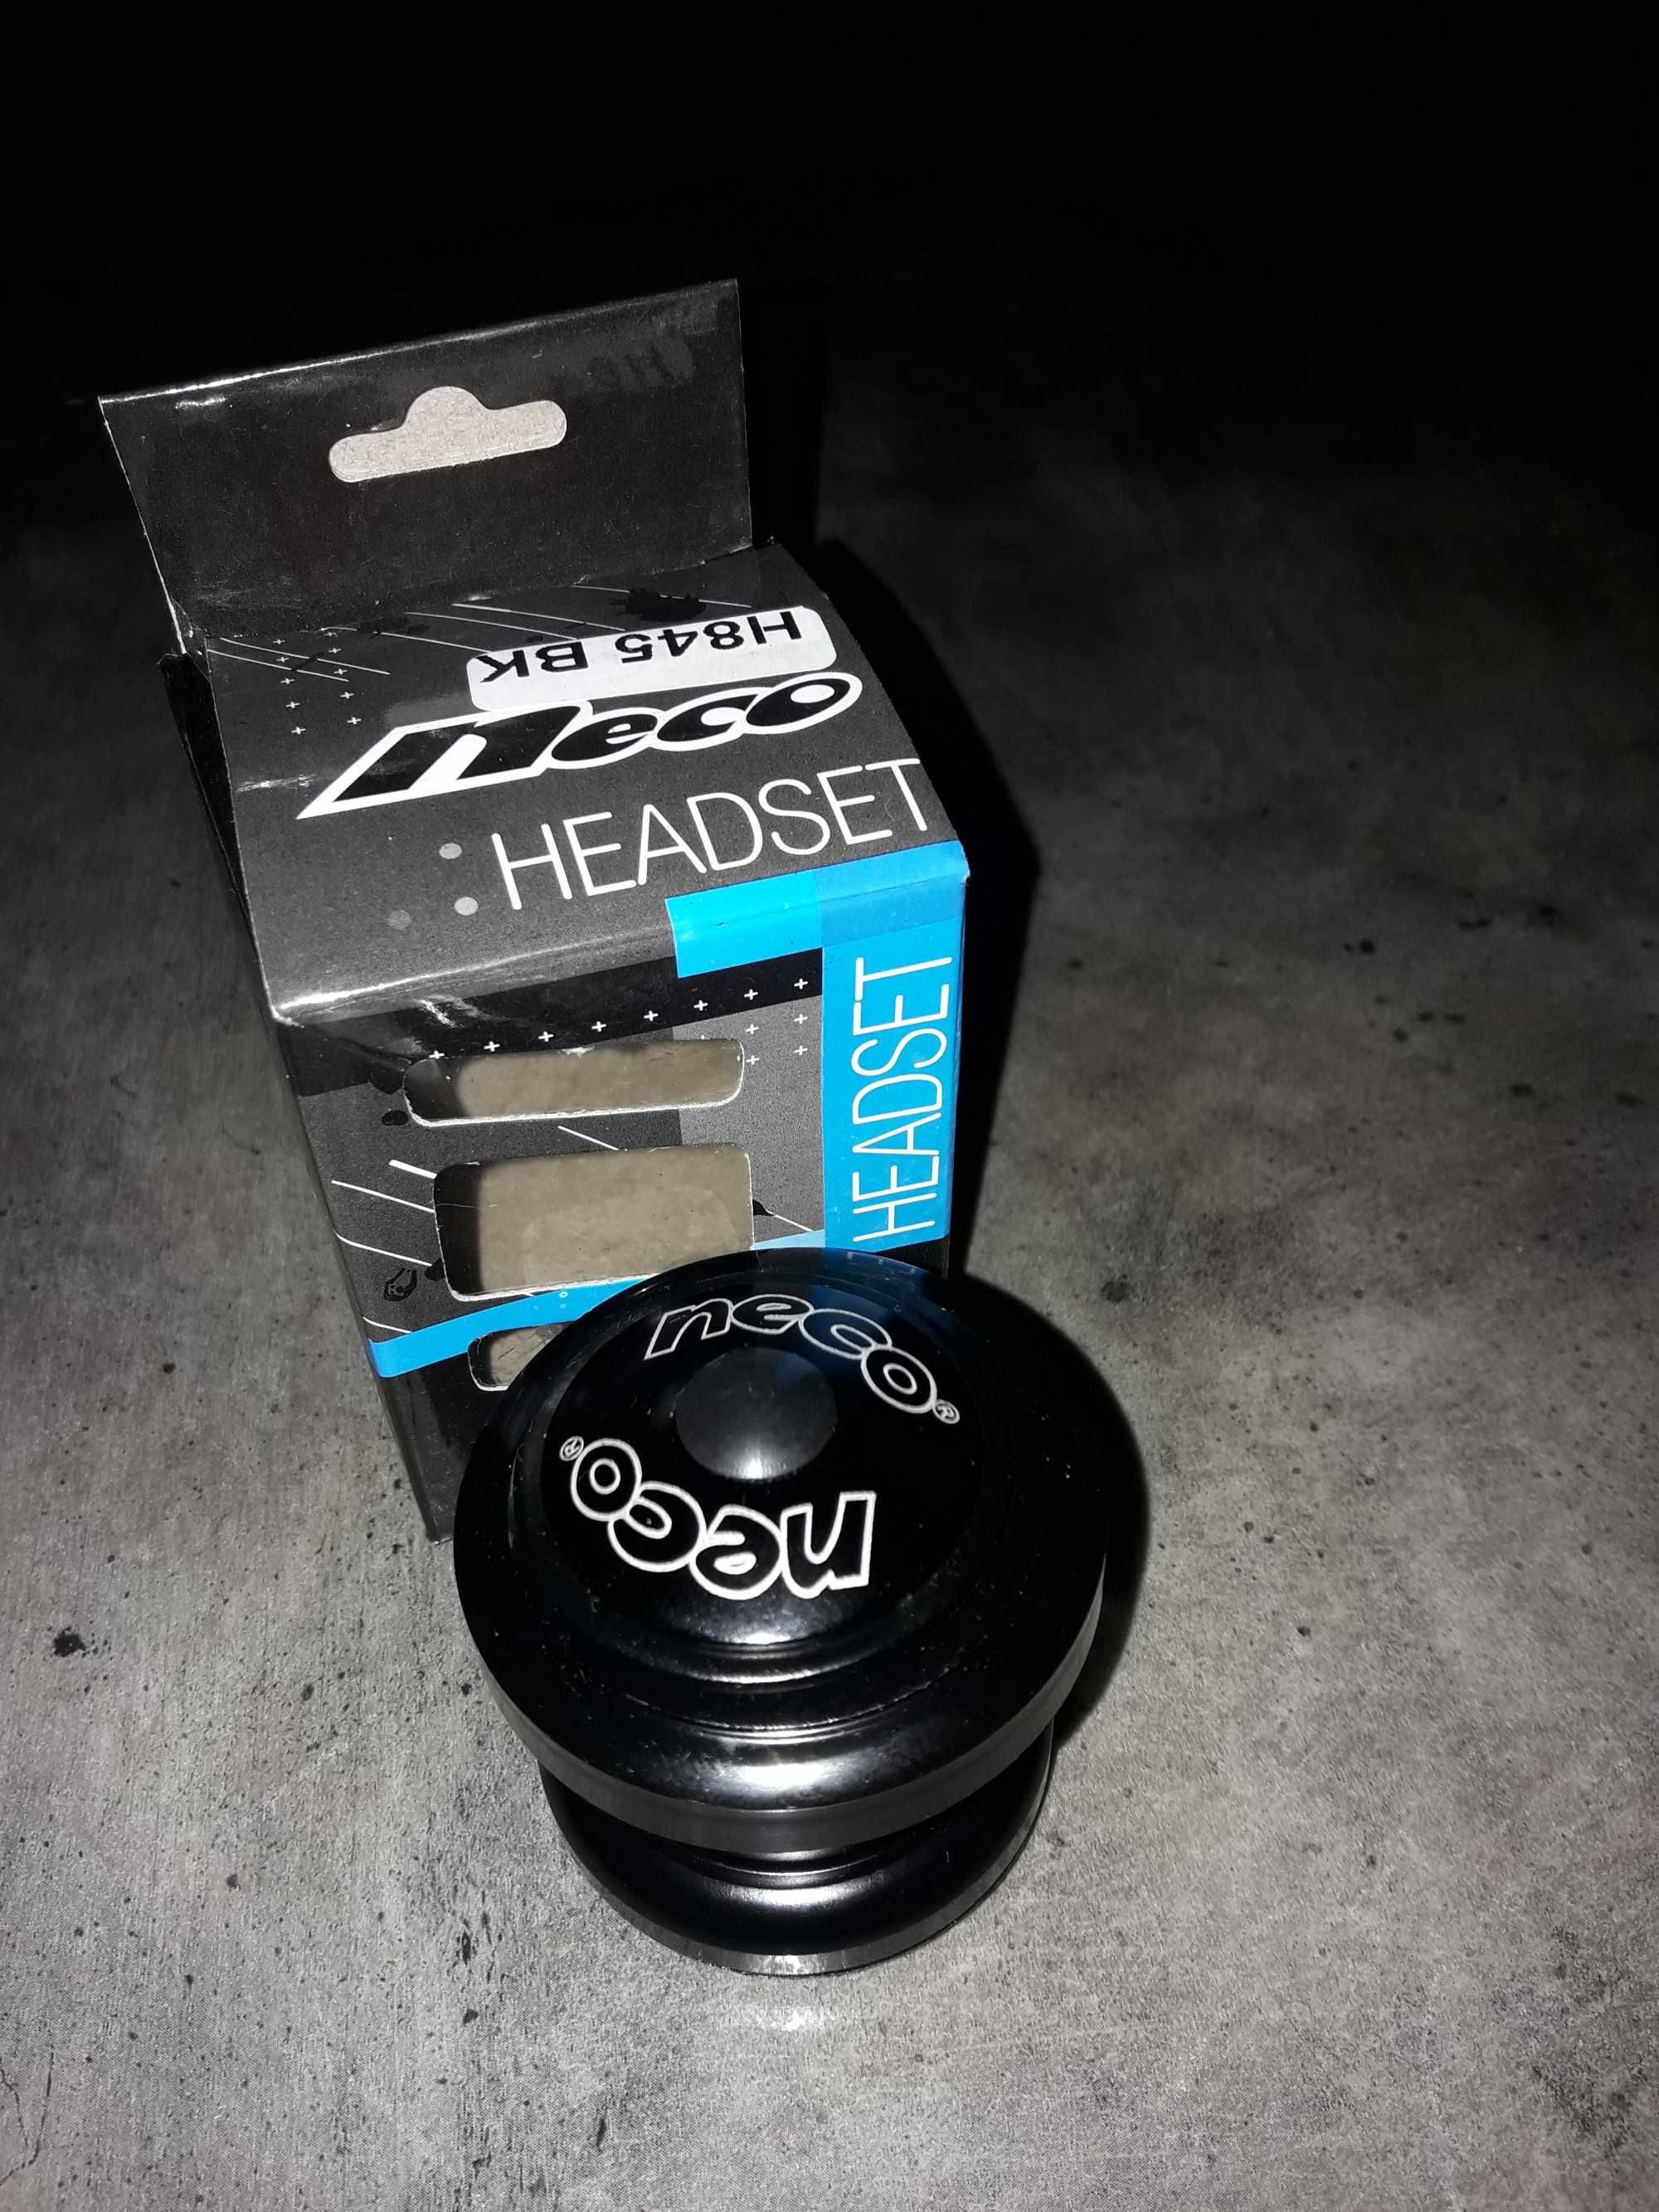 H845 BK
neco
HEADSET
HEADSET
neco®
neco®